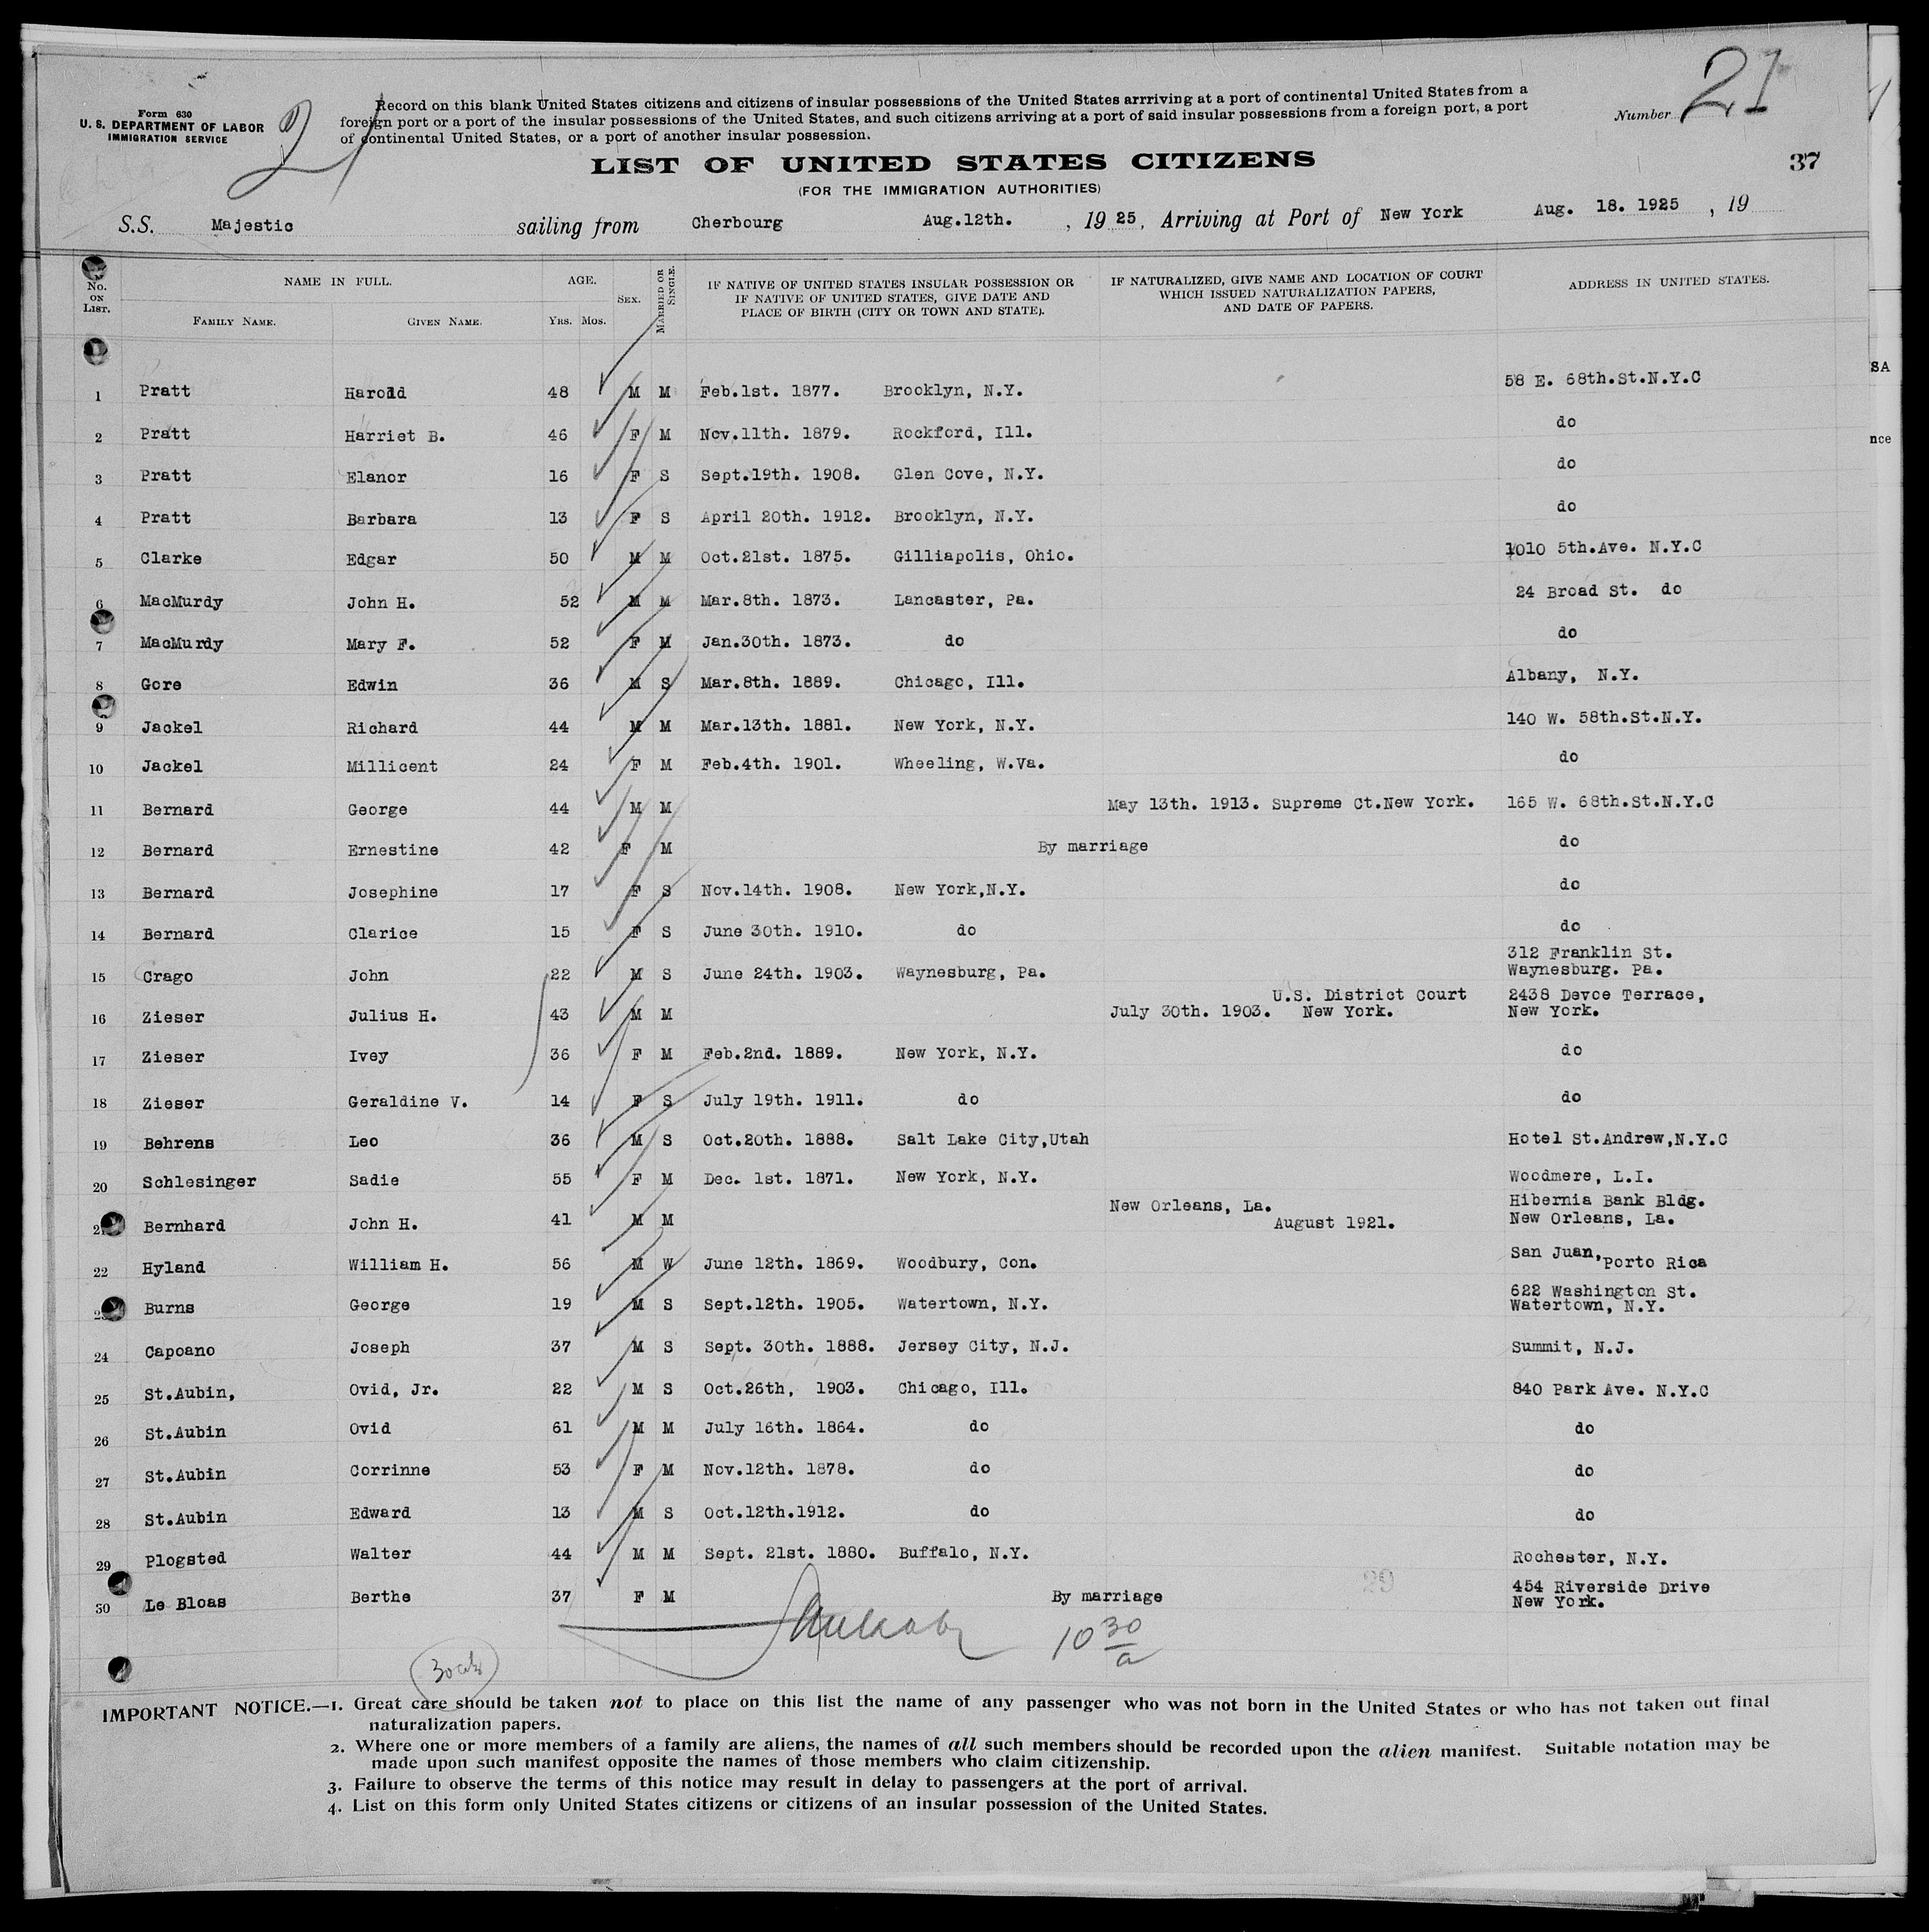 Form 630
U. S. DEPARTMENT OF LABOR
IMMIGRATION SERVICE
21
Record on this blank United States citizens and citizens of insular possessions of the United States arrriving at a port of continental United States from a
foreign port or a port of the insular possessions of the United States, and such citizens arriving at a port of said insular possessions from a foreign port, a port
of continental United States, or a port of another insular possession.
Number 21
LIST OF UNITED STATES CITIZENS
37
(FOR THE IMMIGRATION AUTHORITIES)
S.S. Majestic sailing from Cherbourg Aug.12th. , 19 25, Arriving at Port of New York Aug. 18. 1925 , 19
No. ON LIST. NAME IN FULL. FAMILY NAME. GIVEN NAME. AGE. YRS. MOS. SEX. MARRIED OR SINGLE. IF NATIVE OF UNITED STATES INSULAR POSSESSION OR IF NATIVE OF UNITED STATES, GIVE DATE AND PLACE OF BIRTH (CITY OR TOWN AND STATE). IF NATURALIZED, GIVE NAME AND LOCATION OF COURT WHICH ISSUED NATURALIZATION PAPERS, AND DATE OF PAPERS. ADDRESS IN UNITED STATES.
SA
1 Pratt Harold 48 M M Feb.1st. 1877. Brooklyn, N.Y. 58 E. 68th.St.N.Y.C
2 Pratt Harriet B. 46 F M Nov.11th. 1879. Rockford, Ill. do
nce
3 Pratt Elanor 16 F S Sept.19th. 1908. Glen Cove, N.Y. do
4 Pratt Barbara 13 F S April 20th. 1912. Brooklyn, N.Y. do
5 Clarke Edgar 50 M M Oct.21st. 1875. Gilliapolis, Ohio. 1010 5th.Ave. N.Y.C
6 MacMurdy John H. 52 M M Mar.8th. 1873. Lancaster, Pa. 24 Broad St. do
7 MacMurdy Mary F. 52 F M Jan.30th. 1873. do do
8 Gore Edwin 36 M S Mar.8th. 1889. Chicago, Ill. Albany, N.Y.
9 Jackel Richard 44 M M Mar.13th. 1881. New York, N.Y. 140 W. 58th.St.N.Y.
10 Jackel Millicent 24 F M Feb.4th. 1901. Wheeling, W.Va. do
11 Bernard George 44 M M May 13th. 1913. Supreme Ct.New York. 165 W. 68th.St.N.Y.C
12 Bernard Ernestine 42 F M By marriage do
13 Bernard Josephine 17 F S Nov.14th. 1908. New York,N.Y. do
14 Bernard Clarice 15 F S June 30th. 1910. do do
15 Crago John 22 M S June 24th. 1903. Waynesburg, Pa. 312 Franklin St. Waynesburg. Pa.
16 Zieser Julius H. 43 M M July 30th. 1903. U.S. District Court New York. 2438 Devoe Terrace, New York.
17 Zieser Ivey 36 F M Feb.2nd. 1889. New York, N.Y. do
18 Zieser Geraldine V. 14 F S July 19th. 1911. do do
19 Behrens Leo 36 M S Oct.20th. 1888. Salt Lake City,Utah Hotel St.Andrew,N.Y.C
20 Schlesinger Sadie 55 F M Dec. 1st. 1871. New York, N.Y. Woodmere, L.I.
21 Bernhard John H. 41 M M New Orleans, La. August 1921. Hibernia Bank Bldg. New Orleans, La.
22 Hyland William H. 56 M W June 12th. 1869. Woodbury, Con. San Juan, Porto Rica
23 Burns George 19 M S Sept.12th. 1905. Watertown, N.Y. 622 Washington St. Watertown, N.Y.
24 Capoano Joseph 37 M S Sept. 30th. 1888. Jersey City, N.J. Summit, N.J.
25 St.Aubin, Ovid, Jr. 22 M S Oct.26th, 1903. Chicago, Ill. 840 Park Ave. N.Y.C
26 St.Aubin Ovid 61 M M July 16th. 1864. do do
27 St.Aubin Corrinne 53 F M Nov.12th. 1878. do do
28 St.Aubin Edward 13 M S Oct.12th.1912. do do
29 Plogsted Walter 44 M M Sept. 21st. 1880. Buffalo, N.Y. Rochester, N.Y.
30 Le Bloas Berthe 37 F M By marriage 29 454 Riverside Drive New York.
10 30 a
IMPORTANT NOTICE.—1. Great care should be taken not to place on this list the name of any passenger who was not born in the United States or who has not taken out final
naturalization papers.
2. Where one or more members of a family are aliens, the names of all such members should be recorded upon the alien manifest. Suitable notation may be
made upon such manifest opposite the names of those members who claim citizenship.
3. Failure to observe the terms of this notice may result in delay to passengers at the port of arrival.
4. List on this form only United States citizens or citizens of an insular possession of the United States.